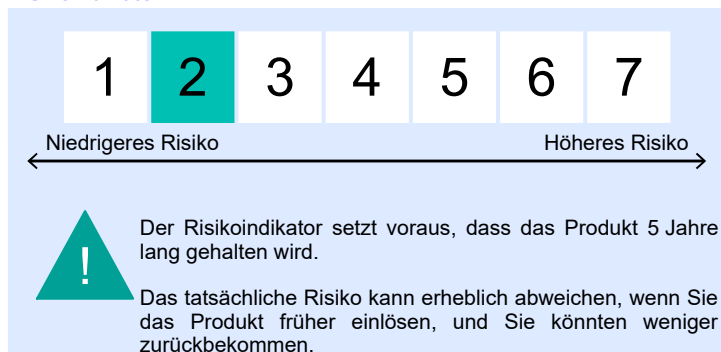 1 2 3 4 5 6 7
Niedrigeres Risiko Höheres Risiko
!
Der Risikoindikator setzt voraus, dass das Produkt 5 Jahre
lang gehalten wird.
Das tatsächliche Risiko kann erheblich abweichen, wenn Sie
das Produkt früher einlösen, und Sie könnten weniger
zurückbekommen.